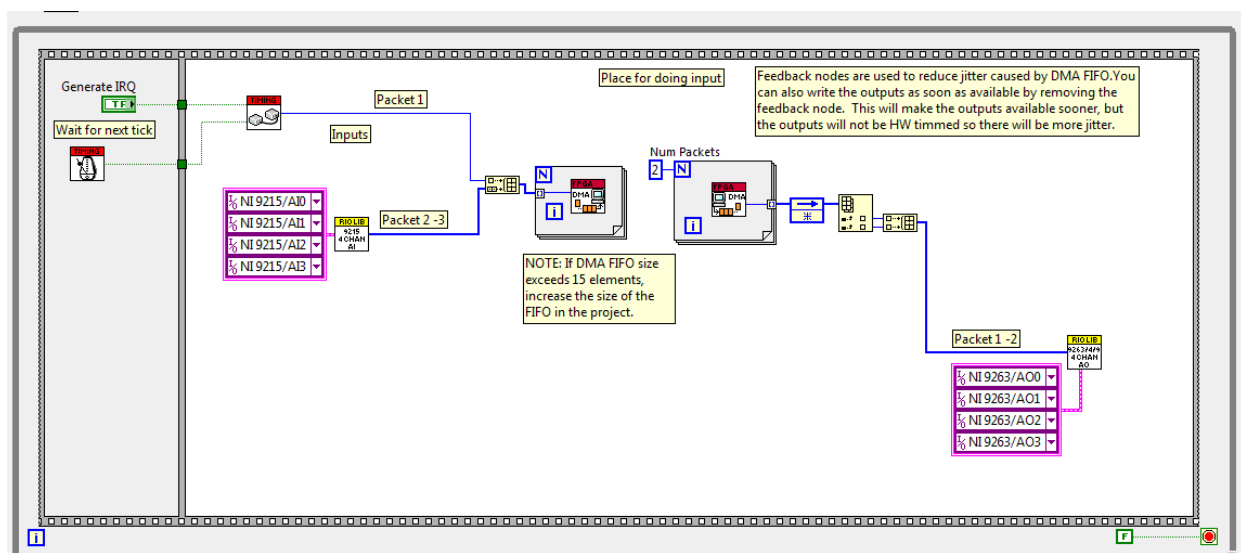 Generate IRQ
TF
Wait for next tick
TIMING
TIMING
Packet 1
Inputs
NI 9215/AI0
NI 9215/AI1
NI 9215/AI2
NI 9215/AI3
RIO LIB
9215
4 CHAN
AI
Packet 2 -3
N
FPGA
DMA
i
NOTE: If DMA FIFO size
exceeds 15 elements,
increase the size of the
FIFO in the project.
Place for doing input
Feedback nodes are used to reduce jitter caused by DMA FIFO.You
can also write the outputs as soon as available by removing the
feedback node.  This will make the outputs available sooner, but
the outputs will not be HW timmed so there will be more jitter.
Num Packets
2
N
FPGA
DMA
i
Packet 1 -2
RIO LIB
9263/4/9
4 CHAN
AO
NI 9263/AO0
NI 9263/AO1
NI 9263/AO2
NI 9263/AO3
i
F